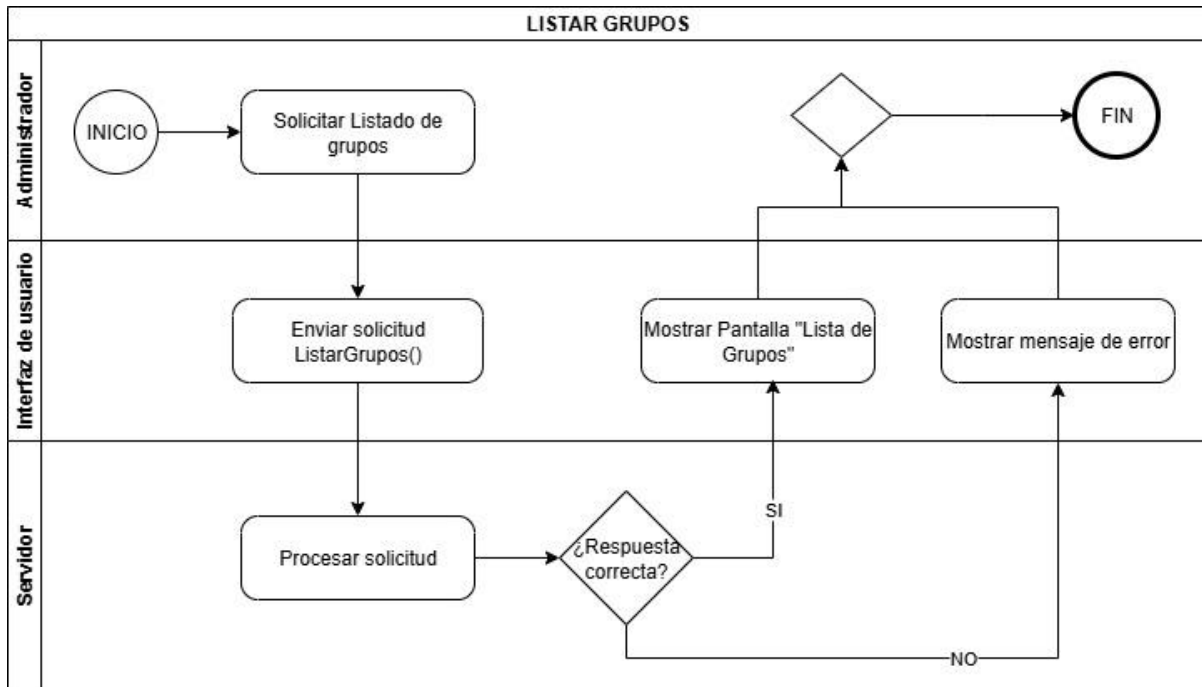 LISTAR GRUPOS
Administrador
INICIO
Solicitar Listado de
grupos
FIN
Interfaz de usuario
Enviar solicitud
ListarGrupos()
Mostrar Pantalla "Lista de
Grupos"
Mostrar mensaje de error
Servidor
Procesar solicitud
¿Respuesta
correcta?
SI
NO